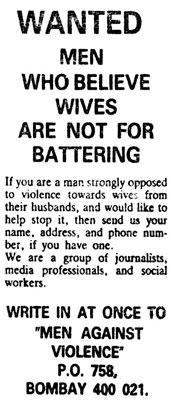 WANTED
MEN
WHO BELIEVE
WIVES
ARE NOT FOR
BATTERING
If you are a man strongly opposed
to violence towards wives from
their husbands, and would like to
help stop it, then send us your
name, address, and phone num-
ber, if you have one.
We are a group of journalists,
media professionals, and social
workers.
WRITE IN AT ONCE TO
"MEN AGAINST
VIOLENCE"
P.O. 758,
BOMBAY 400 021.